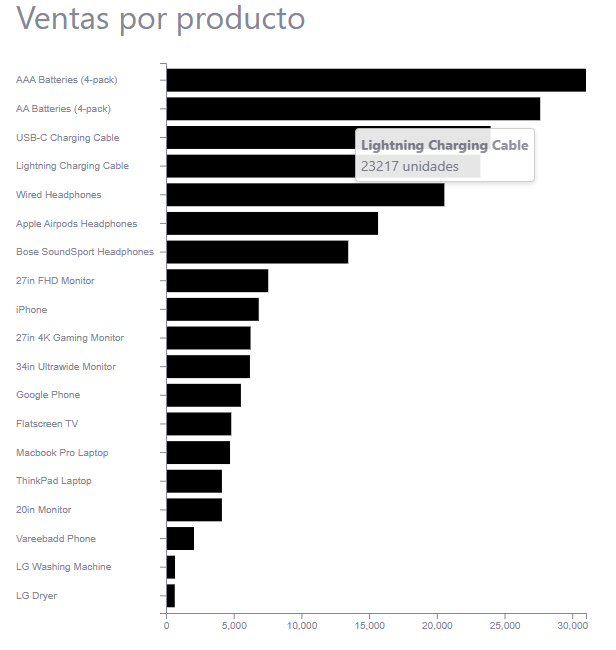 Ventas por producto
AAA Batteries (4-pack)
AA Batteries (4-pack)
USB-C Charging Cable
Lightning Charging Cable
Lightning Charging Cable
23217 unidades
Wired Headphones
Apple Airpods Headphones
Bose SoundSport Headphones
27in FHD Monitor
iPhone
27in 4K Gaming Monitor
34in Ultrawide Monitor
Google Phone
Flatscreen TV
Macbook Pro Laptop
ThinkPad Laptop
20in Monitor
Vareebadd Phone
LG Washing Machine
LG Dryer
0 5,000 10,000 15,000 20,000 25,000 30,000